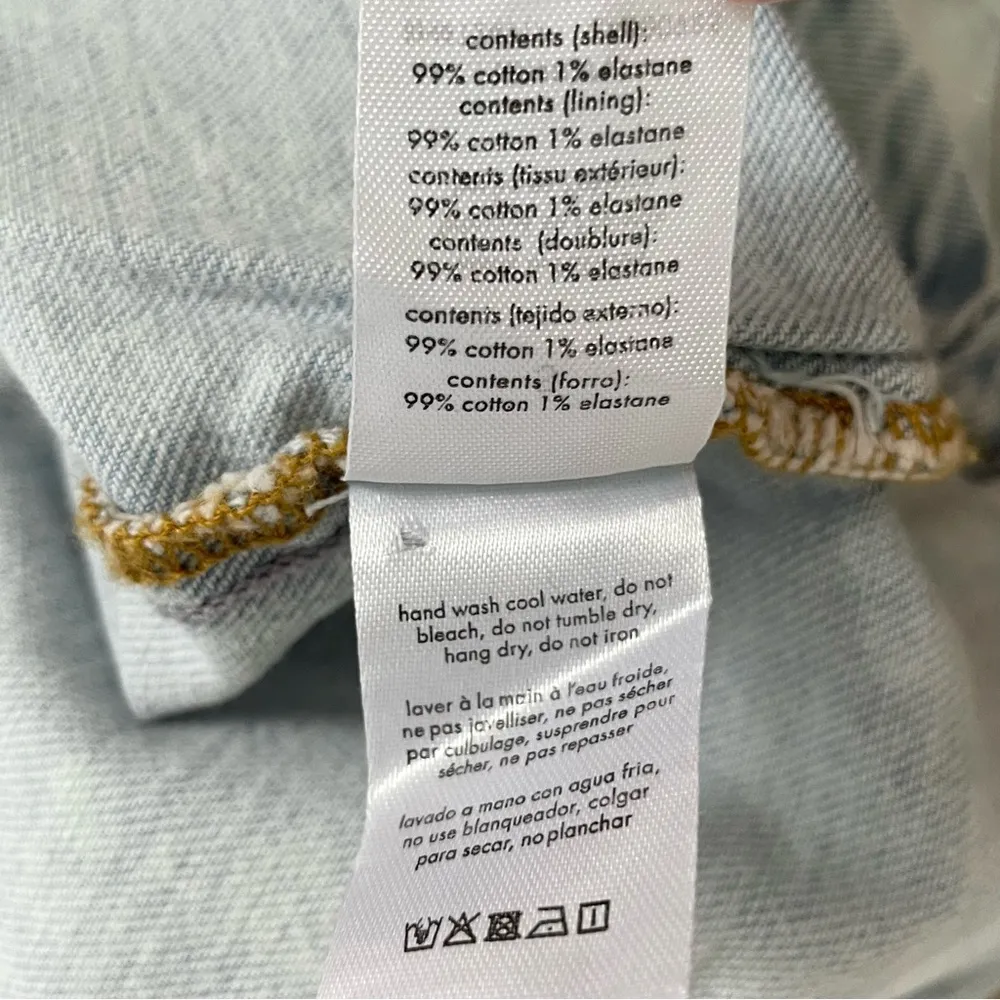 contents (shell):
99% cotton 1% elastane
contents (lining):
99% cotton 1% elastane
contents (tissu extérieur):
99% cotton 1% elastane
contents (doublure):
99% cotton 1% elastane
contents (tejido externo):
99% cotton 1% elastane
contents (forro):
99% cotton 1% elastane
hand wash cool water, do not
bleach, do not tumble dry,
hang dry, do not iron
laver à la main à l'eau froide,
ne pas javelliser, ne pas sécher
par culbulage, suspendre pour
sécher, ne pas repasser
lavado a mano con agua fria,
no use blanqueador, colgar
para secar, no planchar